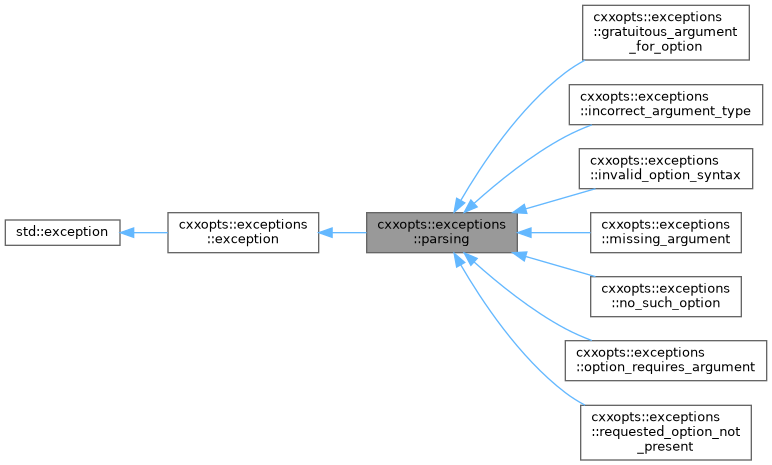 std::exception
cxxopts::exceptions
::exception
cxxopts::exceptions
::parsing
cxxopts::exceptions
::gratuitous_argument
_for_option
cxxopts::exceptions
::incorrect_argument_type
cxxopts::exceptions
::invalid_option_syntax
cxxopts::exceptions
::missing_argument
cxxopts::exceptions
::no_such_option
cxxopts::exceptions
::option_requires_argument
cxxopts::exceptions
::requested_option_not
_present